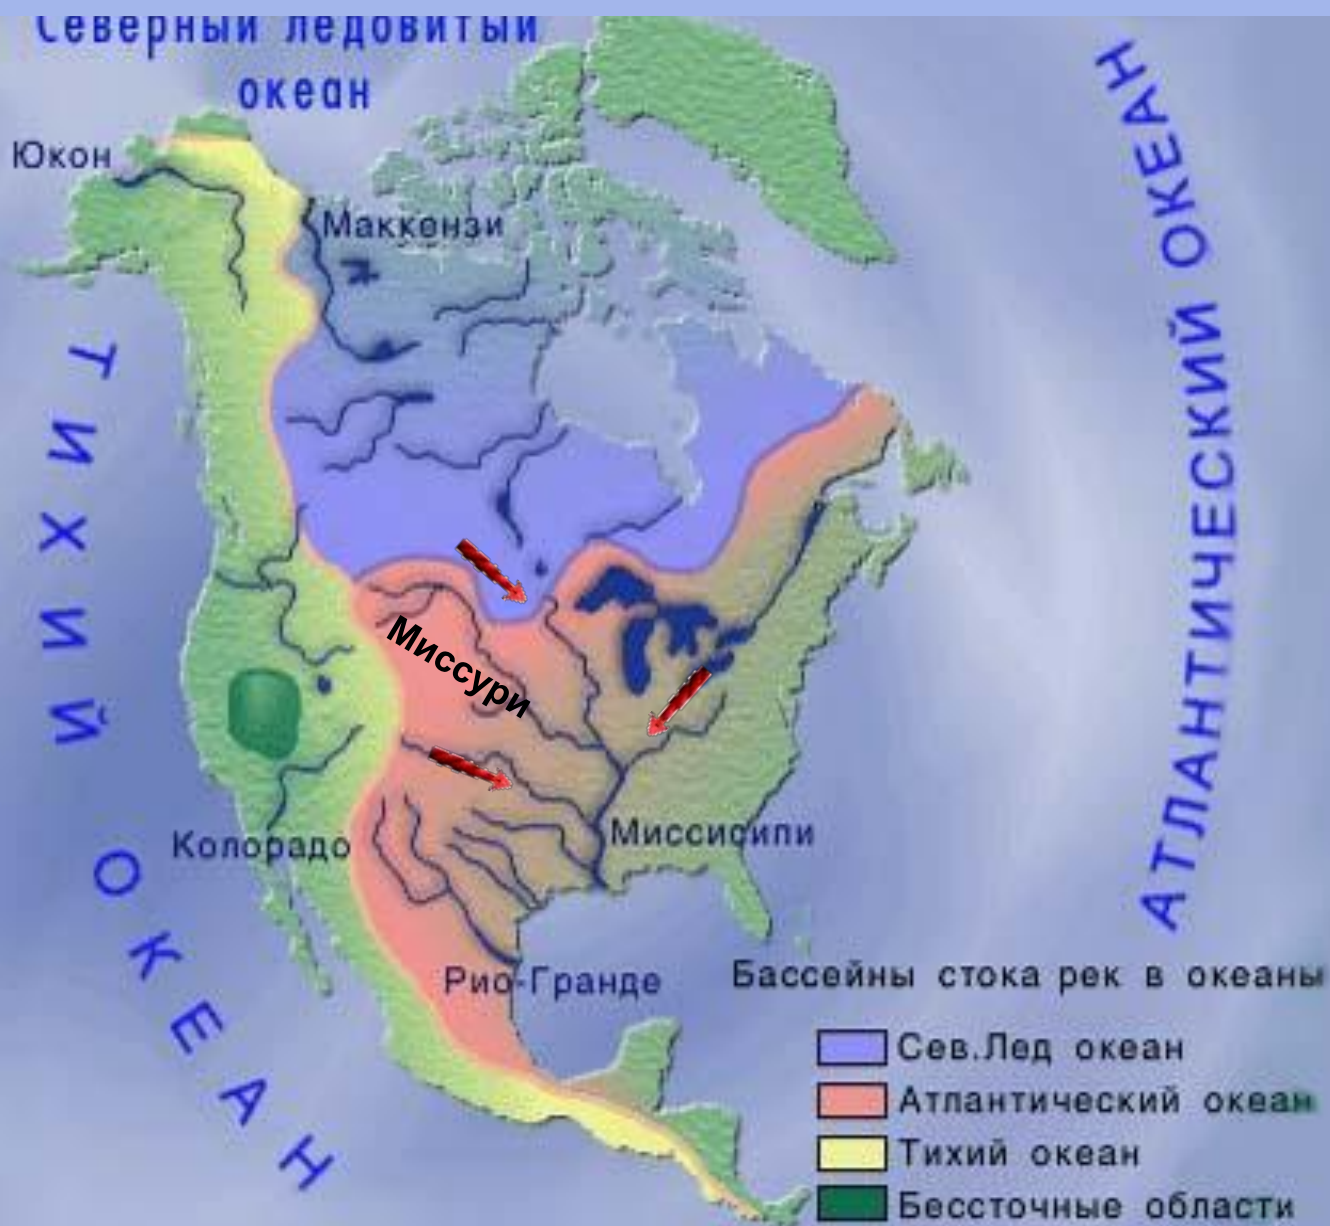 Северный ледовитый
океан
Юкон
Маккензи
ТИХИЙ ОКЕАН
АТЛАНТИЧЕСКИЙ ОКЕАН
Миссури
Колорадо
Миссисипи
Рио-Гранде
Бассейны стока рек в океаны
Сев.Лед океан
Атлантический океан
Тихий океан
Бессточные области